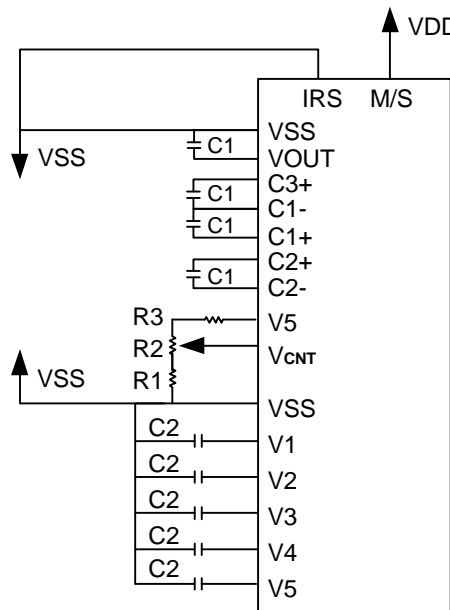 VDD
IRS M/S
VSS
VSS
C1
VOUT
C3+
C1
C1-
C1
C1+
C2+
C1
C2-
R3
V5
R2
VCNT
VSS
R1
VSS
C2
V1
C2
V2
C2
V3
C2
V4
C2
V5